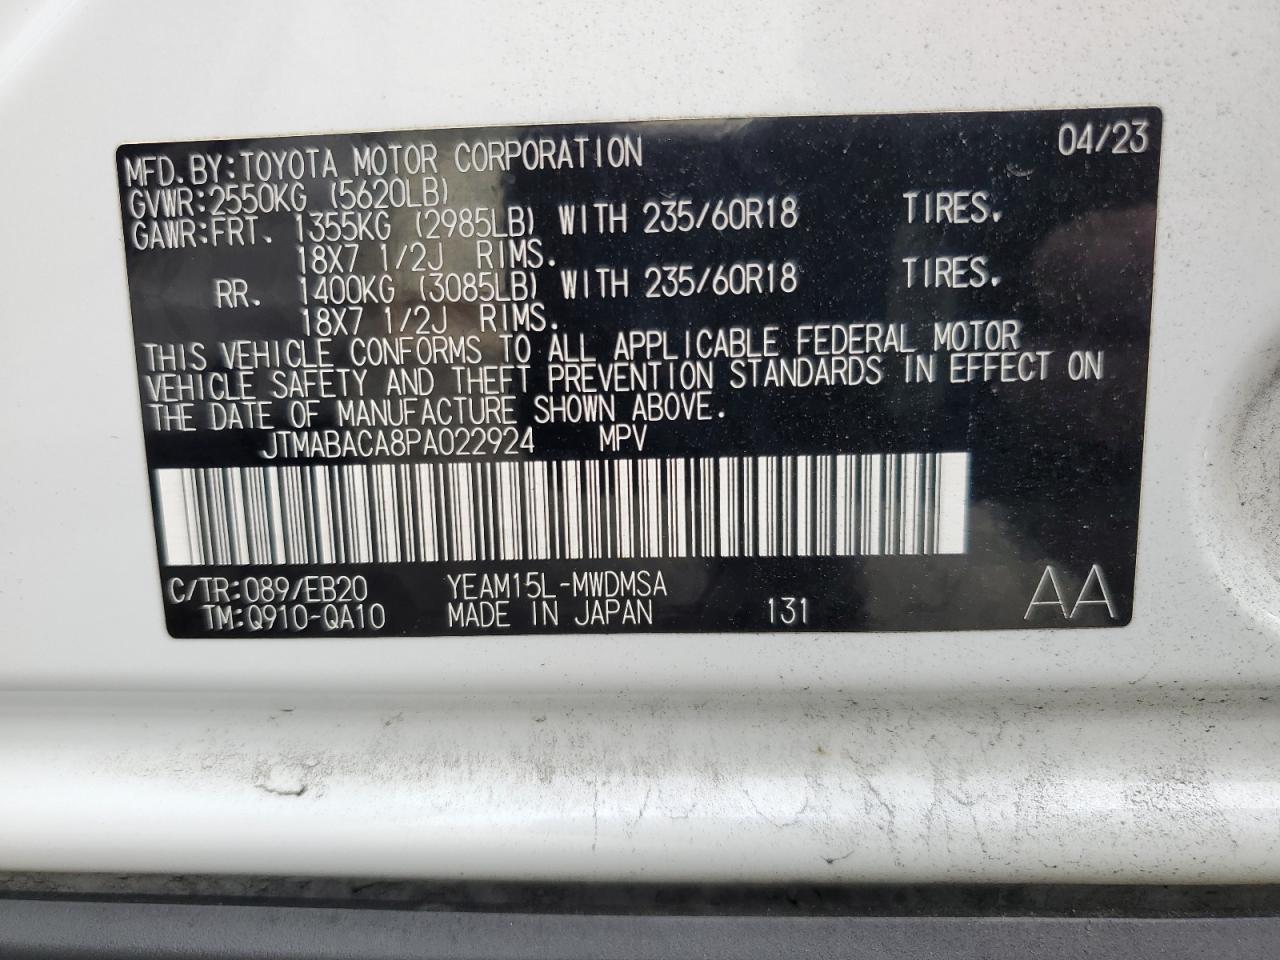 MFD.BY:TOYOTA MOTOR CORPORATION 04/23
GVWR:2550KG (5620LB)
GAWR:FRT. 1355KG (2985LB) WITH 235/60R18 TIRES.
18X7 1/2J RIMS.
RR. 1400KG (3085LB) WITH 235/60R18 TIRES.
18X7 1/2J RIMS.
THIS VEHICLE CONFORMS TO ALL APPLICABLE FEDERAL MOTOR
VEHICLE SAFETY AND THEFT PREVENTION STANDARDS IN EFFECT ON
THE DATE OF MANUFACTURE SHOWN ABOVE.
JTMABACA8PA022924 MPV
C/TR:089/EB20 YEAM15L-MWDMSA
TM:Q910-QA10 MADE IN JAPAN 131 AA